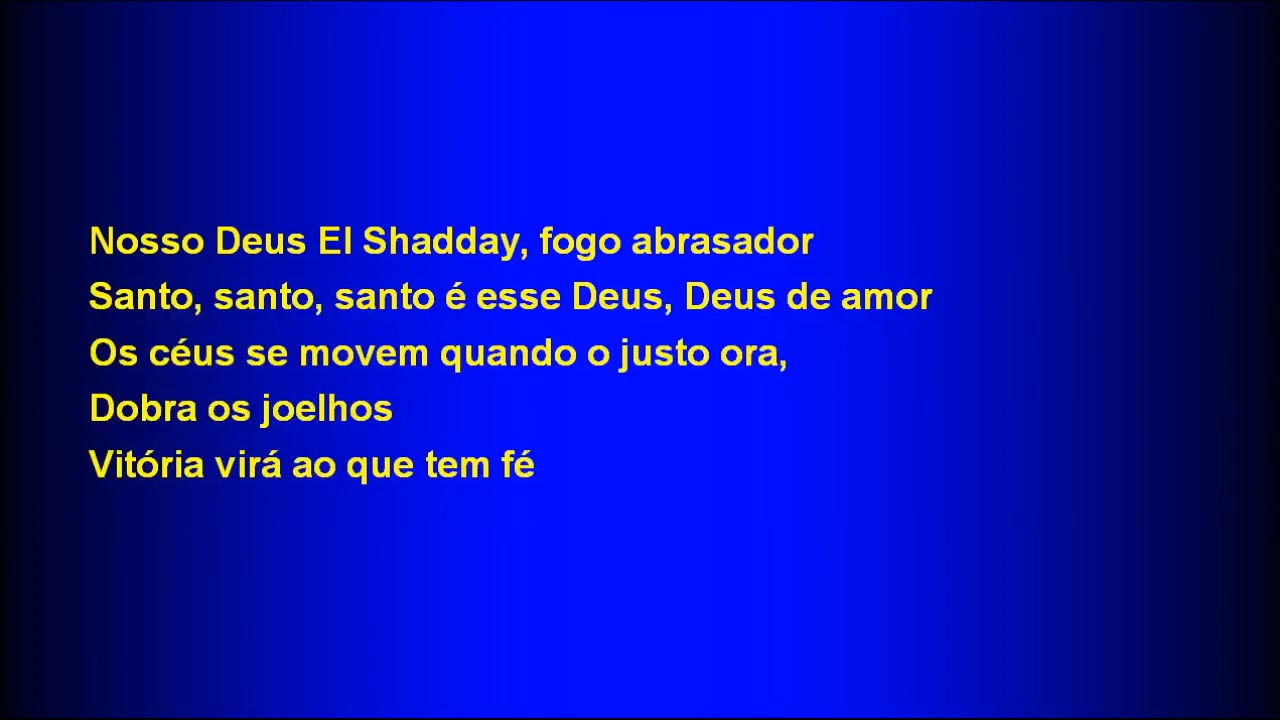 Nosso Deus El Shadday, fogo abrasador
Santo, santo, santo é esse Deus, Deus de amor
Os céus se movem quando o justo ora,
Dobra os joelhos
Vitória virá ao que tem fé